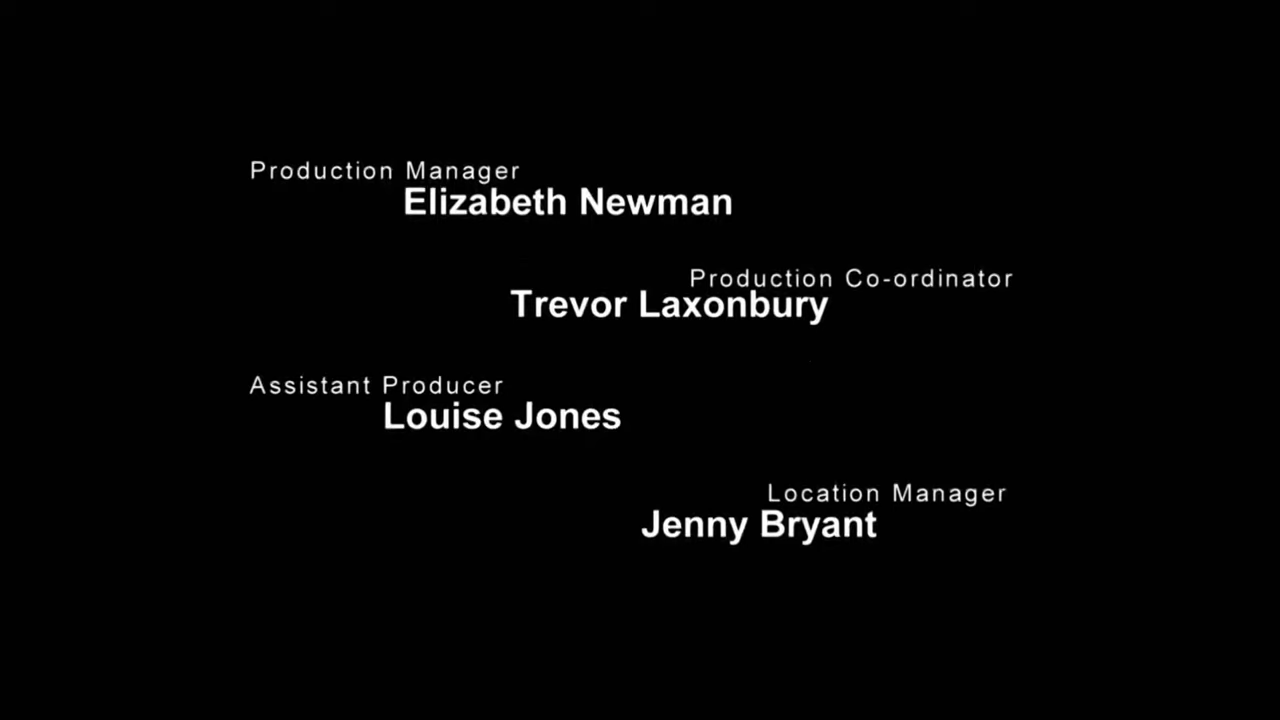 Production Manager
Elizabeth Newman
Production Co-ordinator
Trevor Laxonbury
Assistant Producer
Louise Jones
Location Manager
Jenny Bryant